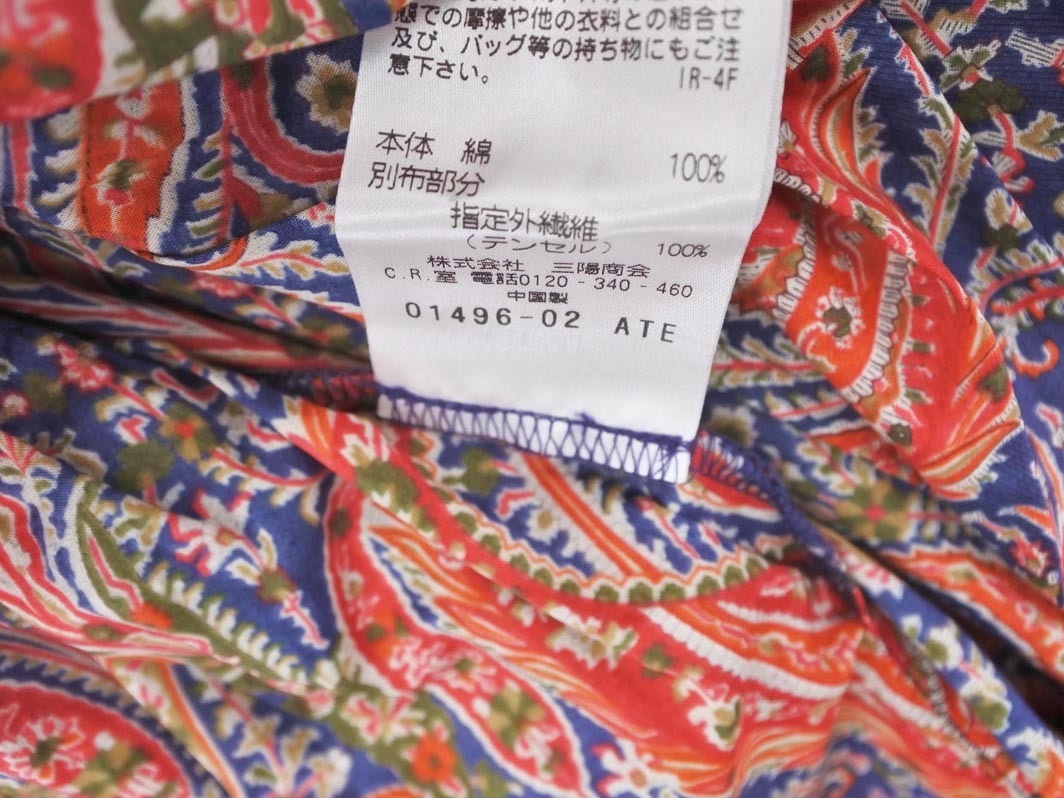 態での摩擦や他の衣料との組合せ
及び、バッグ等の持ち物にもご注
意下さい。
IR-4F
本体 綿 100%
別布部分
指定外繊維
(テンセル) 100%
株式会社 三陽商会
C.R.室 電話0120-340-460
中国製
01496-02 ATE